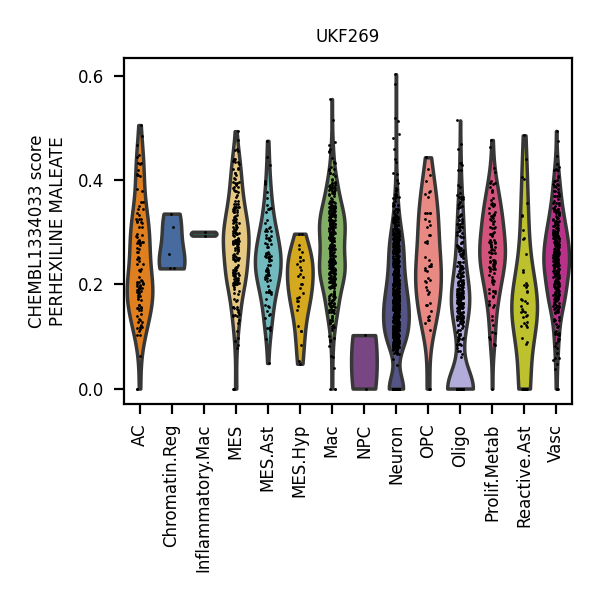 UKF269
CHEMBL1334033 score
PERHEXILINE MALEATE
0.6
0.4
0.2
0.0
AC
Chromatin.Reg
Inflammatory.Mac
MES
MES.Ast
MES.Hyp
Mac
NPC
Neuron
OPC
Oligo
Prolif.Metab
Reactive.Ast
Vasc